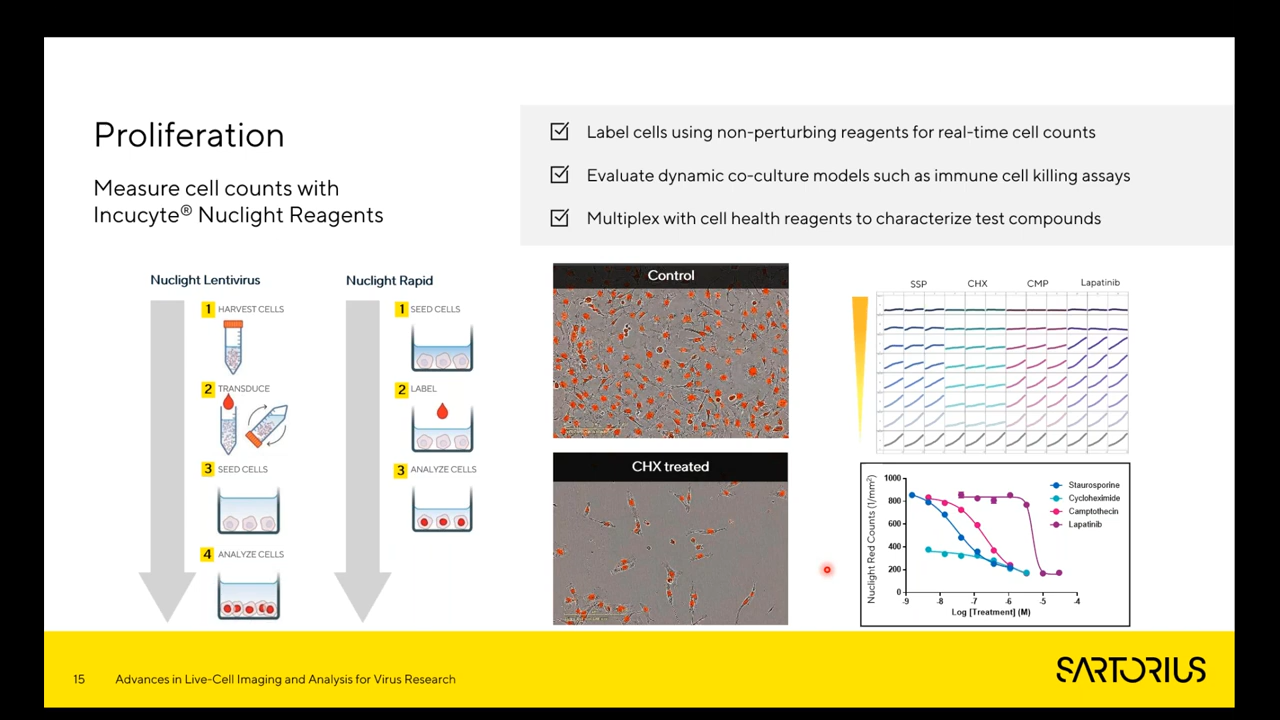 Proliferation
Measure cell counts with
Incucyte® Nuclight Reagents
Label cells using non-perturbing reagents for real-time cell counts
Evaluate dynamic co-culture models such as immune cell killing assays
Multiplex with cell health reagents to characterize test compounds
Nuclight Lentivirus
1 HARVEST CELLS
2 TRANSDUCE
3 SEED CELLS
4 ANALYZE CELLS
Nuclight Rapid
1 SEED CELLS
2 LABEL
3 ANALYZE CELLS
Control
CHX treated
SSP CHX CMP Lapatinib
Nuclight Red Counts (1/mm²)
1000
800
600
400
200
0
-9 -8 -7 -6 -5 -4
Log [Treatment] (M)
Staurosporine
Cycloheximide
Camptothecin
Lapatinib
15 Advances in Live-Cell Imaging and Analysis for Virus Research
SARTORIUS